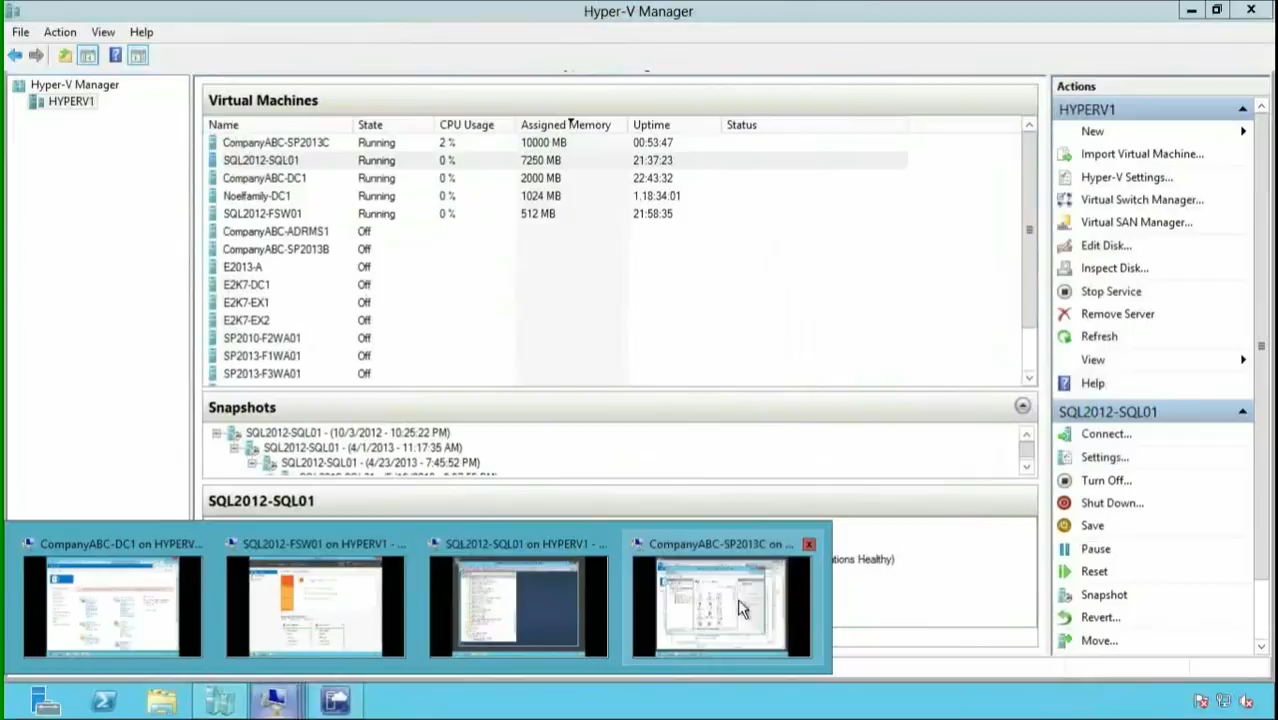 Hyper-V Manager
File Action View Help
Hyper-V Manager
HYPERV1
Virtual Machines
Name State CPU Usage Assigned Memory Uptime Status
CompanyABC-SP2013C Running 2 % 10000 MB 00:53:47
SQL2012-SQL01 Running 0 % 7250 MB 21:37:23
CompanyABC-DC1 Running 0 % 2000 MB 22:43:32
Noelfamily-DC1 Running 0 % 1024 MB 1.18:34:01
SQL2012-FSW01 Running 0 % 512 MB 21:58:35
CompanyABC-ADRMS1 Off
CompanyABC-SP2013B Off
E2013-A Off
E2K7-DC1 Off
E2K7-EX1 Off
E2K7-EX2 Off
SP2010-F2WA01 Off
SP2013-F1WA01 Off
SP2013-F3WA01 Off
Snapshots
SQL2012-SQL01 - (10/3/2012 - 10:25:22 PM)
SQL2012-SQL01 - (4/1/2013 - 11:17:35 AM)
SQL2012-SQL01 - (4/23/2013 - 7:45:52 PM)
SQL2012-SQL01
ations Healthy)
CompanyABC-DC1 on HYPERV...
SQL2012-FSW01 on HYPERV1 - ...
SQL2012-SQL01 on HYPERV1 - ...
CompanyABC-SP2013C on ...
Actions
HYPERV1
New
Import Virtual Machine...
Hyper-V Settings...
Virtual Switch Manager...
Virtual SAN Manager...
Edit Disk...
Inspect Disk...
Stop Service
Remove Server
Refresh
View
Help
SQL2012-SQL01
Connect...
Settings...
Turn Off...
Shut Down...
Save
Pause
Reset
Snapshot
Revert...
Move...